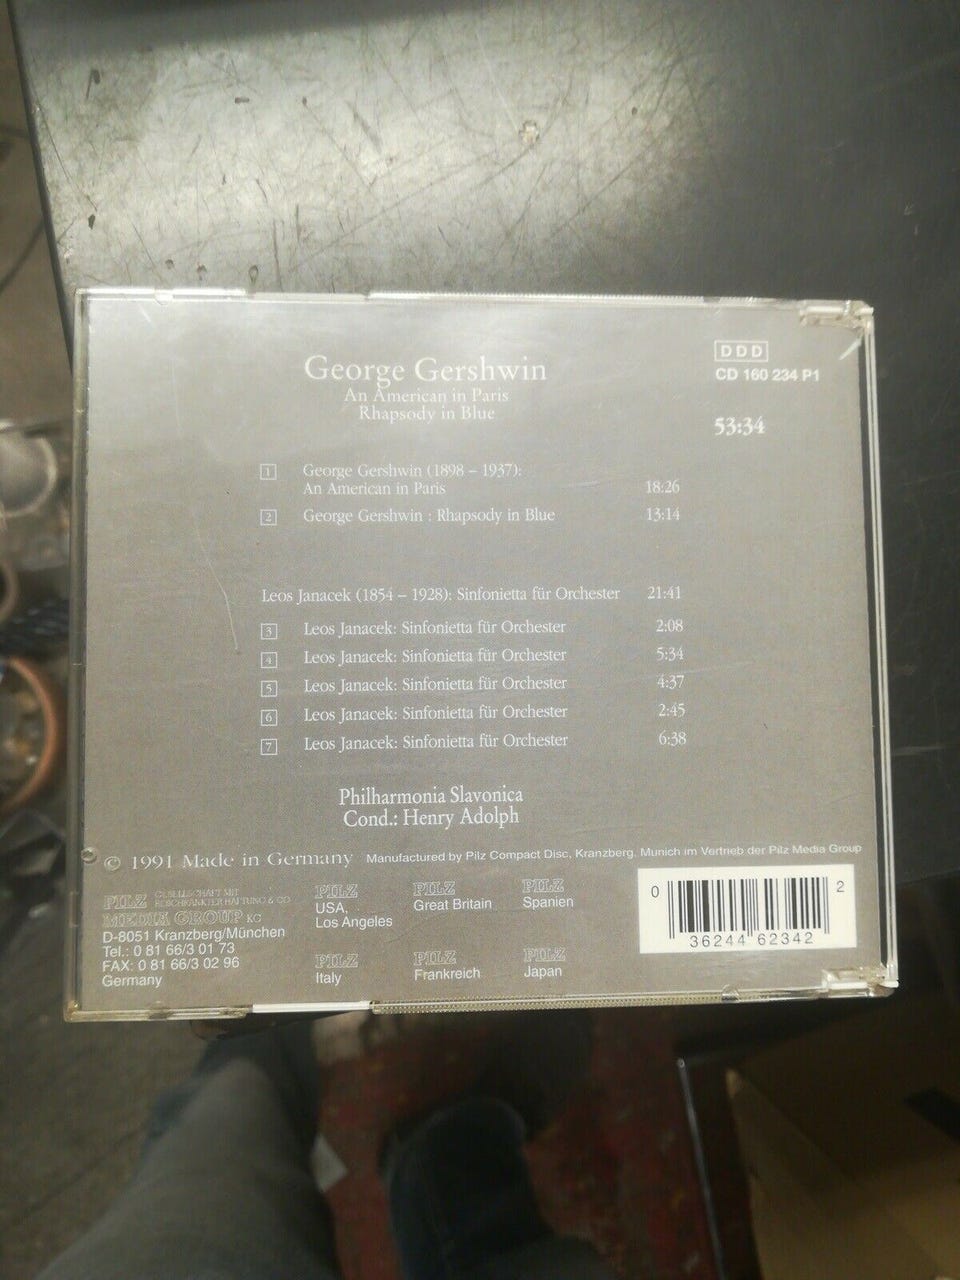 George Gershwin
An American in Paris
Rhapsody in Blue
DDD
CD 160 234 P1
53:34
1 George Gershwin (1898 – 1937):
An American in Paris 18:26
2 George Gershwin : Rhapsody in Blue 13:14
Leos Janacek (1854 – 1928): Sinfonietta für Orchester 21:41
3 Leos Janacek: Sinfonietta für Orchester 2:08
4 Leos Janacek: Sinfonietta für Orchester 5:34
5 Leos Janacek: Sinfonietta für Orchester 4:37
6 Leos Janacek: Sinfonietta für Orchester 2:45
7 Leos Janacek: Sinfonietta für Orchester 6:38
Philharmonia Slavonica
Cond.: Henry Adolph
© 1991 Made in Germany Manufactured by Pilz Compact Disc, Kranzberg, Munich im Vertrieb der Pilz Media Group
PILZ GESELLSCHAFT MIT
BESCHRÄNKTER HAFTUNG & CO
MEDIA GROUP KG
D-8051 Kranzberg/München
Tel.: 0 81 66/3 01 73
FAX: 0 81 66/3 02 96
Germany
PILZ
USA,
Los Angeles
PILZ
Great Britain
PILZ
Spanien
PILZ
Italy
PILZ
Frankreich
PILZ
Japan
0 36244 62342 2